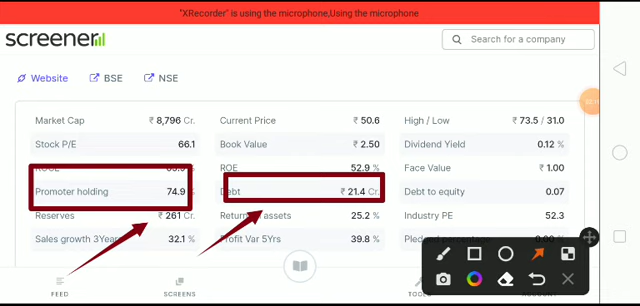 "XRecorder" is using the microphone,Using the microphone
screener
Search for a company
Website BSE NSE
Market Cap ₹ 8,796 Cr. Current Price ₹ 50.6 High / Low ₹ 73.5 / 31.0
Stock P/E 66.1 Book Value ₹ 2.50 Dividend Yield 0.12 %
ROE 52.9 % Face Value ₹ 1.00
Promoter holding 74.9 Debt ₹ 21.4 Cr. Debt to equity 0.07
Reserves ₹ 261 Cr. assets 25.2 % Industry PE 52.3
Sales growth 3Years 32.1 % Profit Var 5Yrs 39.8 %
FEED SCREENS